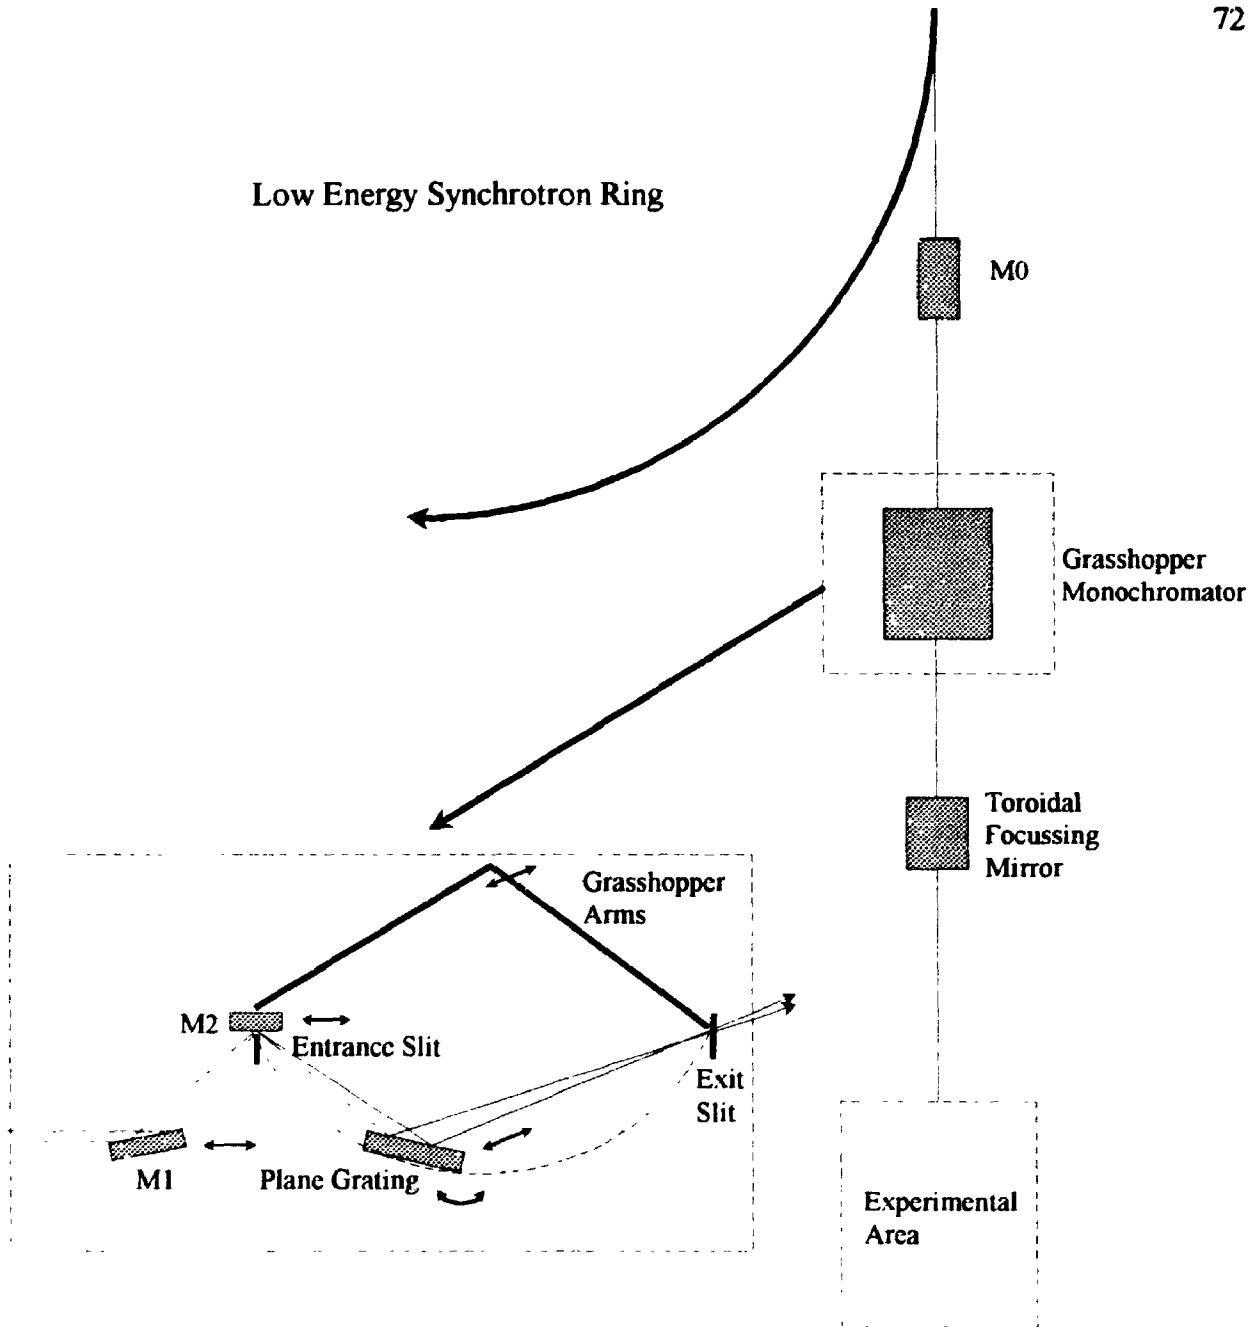 72
Low Energy Synchrotron Ring
M0
Grasshopper
Monochromator
Toroidal
Focussing
Mirror
Grasshopper
Arms
M2
Entrance Slit
Exit
Slit
M1
Plane Grating
Experimental
Area